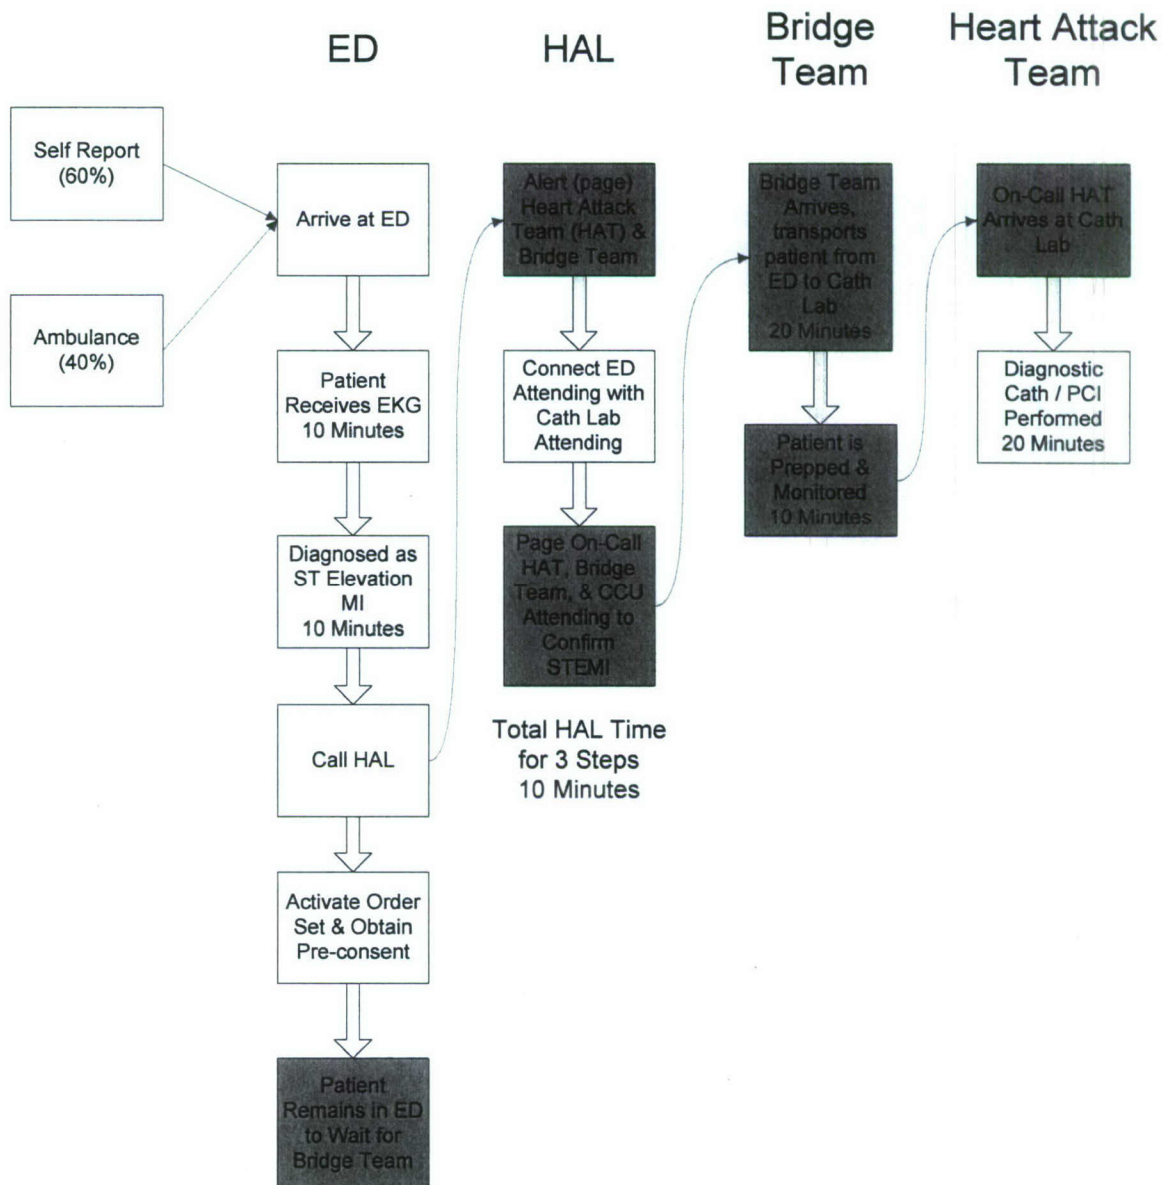 ED
HAL
Bridge
Team
Heart Attack
Team
Self Report
(60%)
Ambulance
(40%)
Arrive at ED
Patient
Receives EKG
10 Minutes
Diagnosed as
ST Elevation
MI
10 Minutes
Call HAL
Activate Order
Set & Obtain
Pre-consent
Patient
Remains in ED
to Wait for
Bridge Team
Alert (page)
Heart Attack
Team (HAT) &
Bridge Team
Connect ED
Attending with
Cath Lab
Attending
Page On-Call
HAT, Bridge
Team, & CCU
Attending to
Confirm
STEMI
Total HAL Time
for 3 Steps
10 Minutes
Bridge Team
Arrives,
transports
patient from
ED to Cath
Lab
20 Minutes
Patient is
Prepped &
Monitored
10 Minutes
On-Call HAT
Arrives at Cath
Lab
Diagnostic
Cath / PCI
Performed
20 Minutes